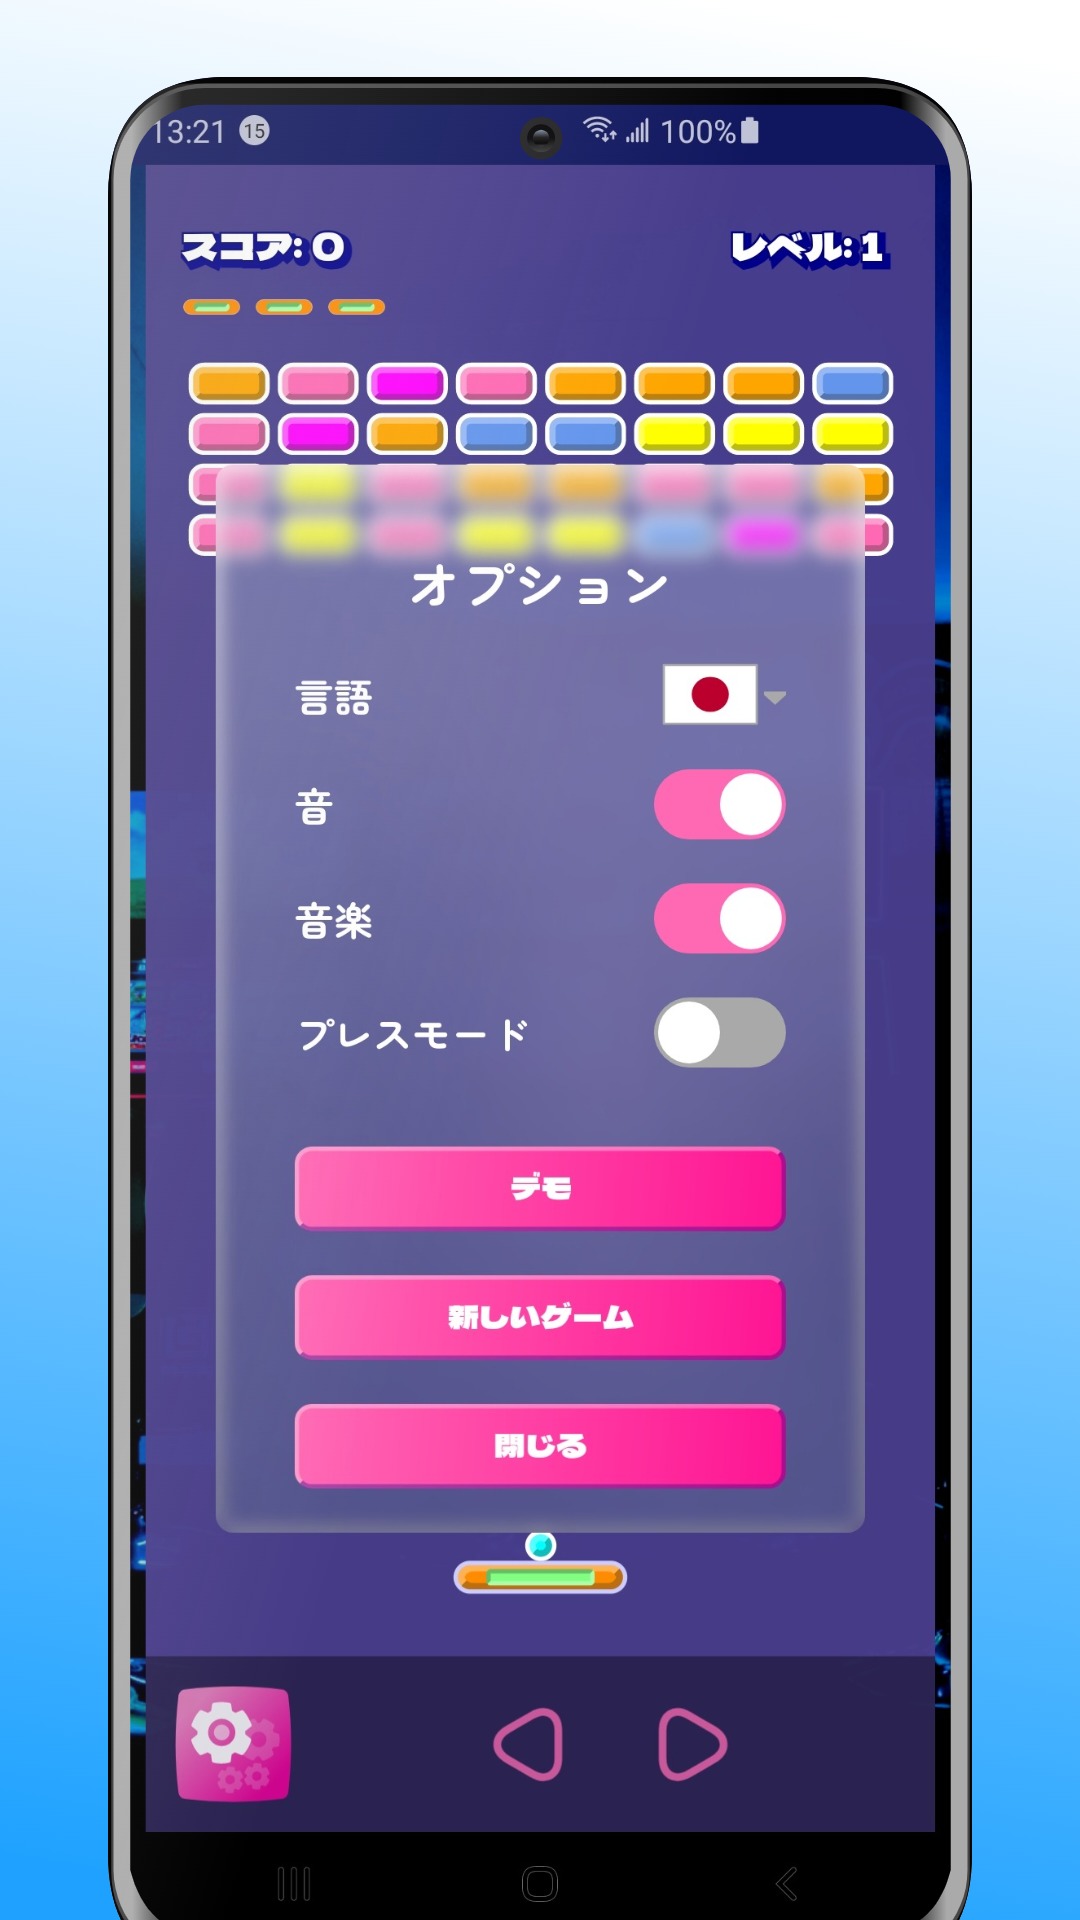 13:21 15 100%
スコア: 0 レベル: 1
オプション
言語
音
音楽
プレスモード
デモ
新しいゲーム
閉じる